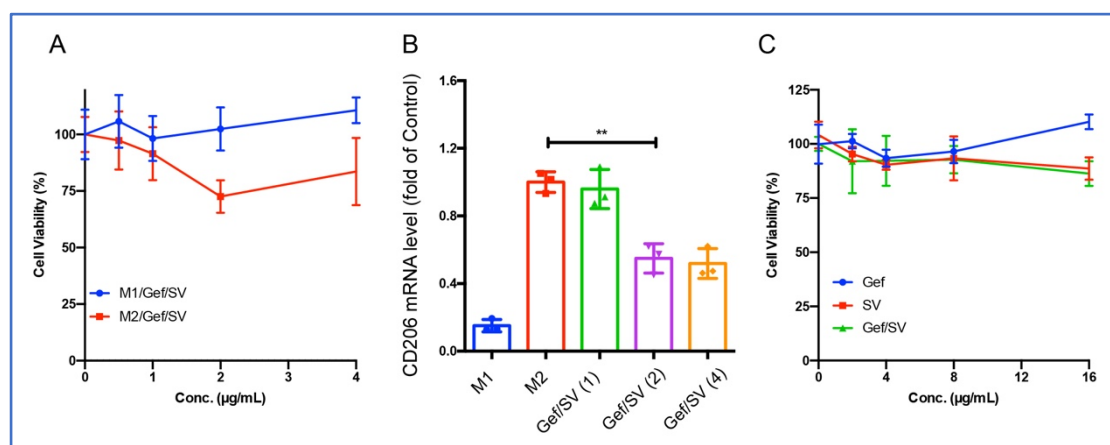 A
Cell Viability (%)
100
75
50
25
0
0
1
2
3
4
Conc. (µg/mL)
M1/Gef/SV
M2/Gef/SV
B
CD206 mRNA level (fold of Control)
1.6
1.2
0.8
0.4
0.0
**
M1
M2
Gef/SV (1)
Gef/SV (2)
Gef/SV (4)
C
Cell Viability (%)
125
100
75
50
25
0
0
4
8
12
16
Conc. (µg/mL)
Gef
SV
Gef/SV